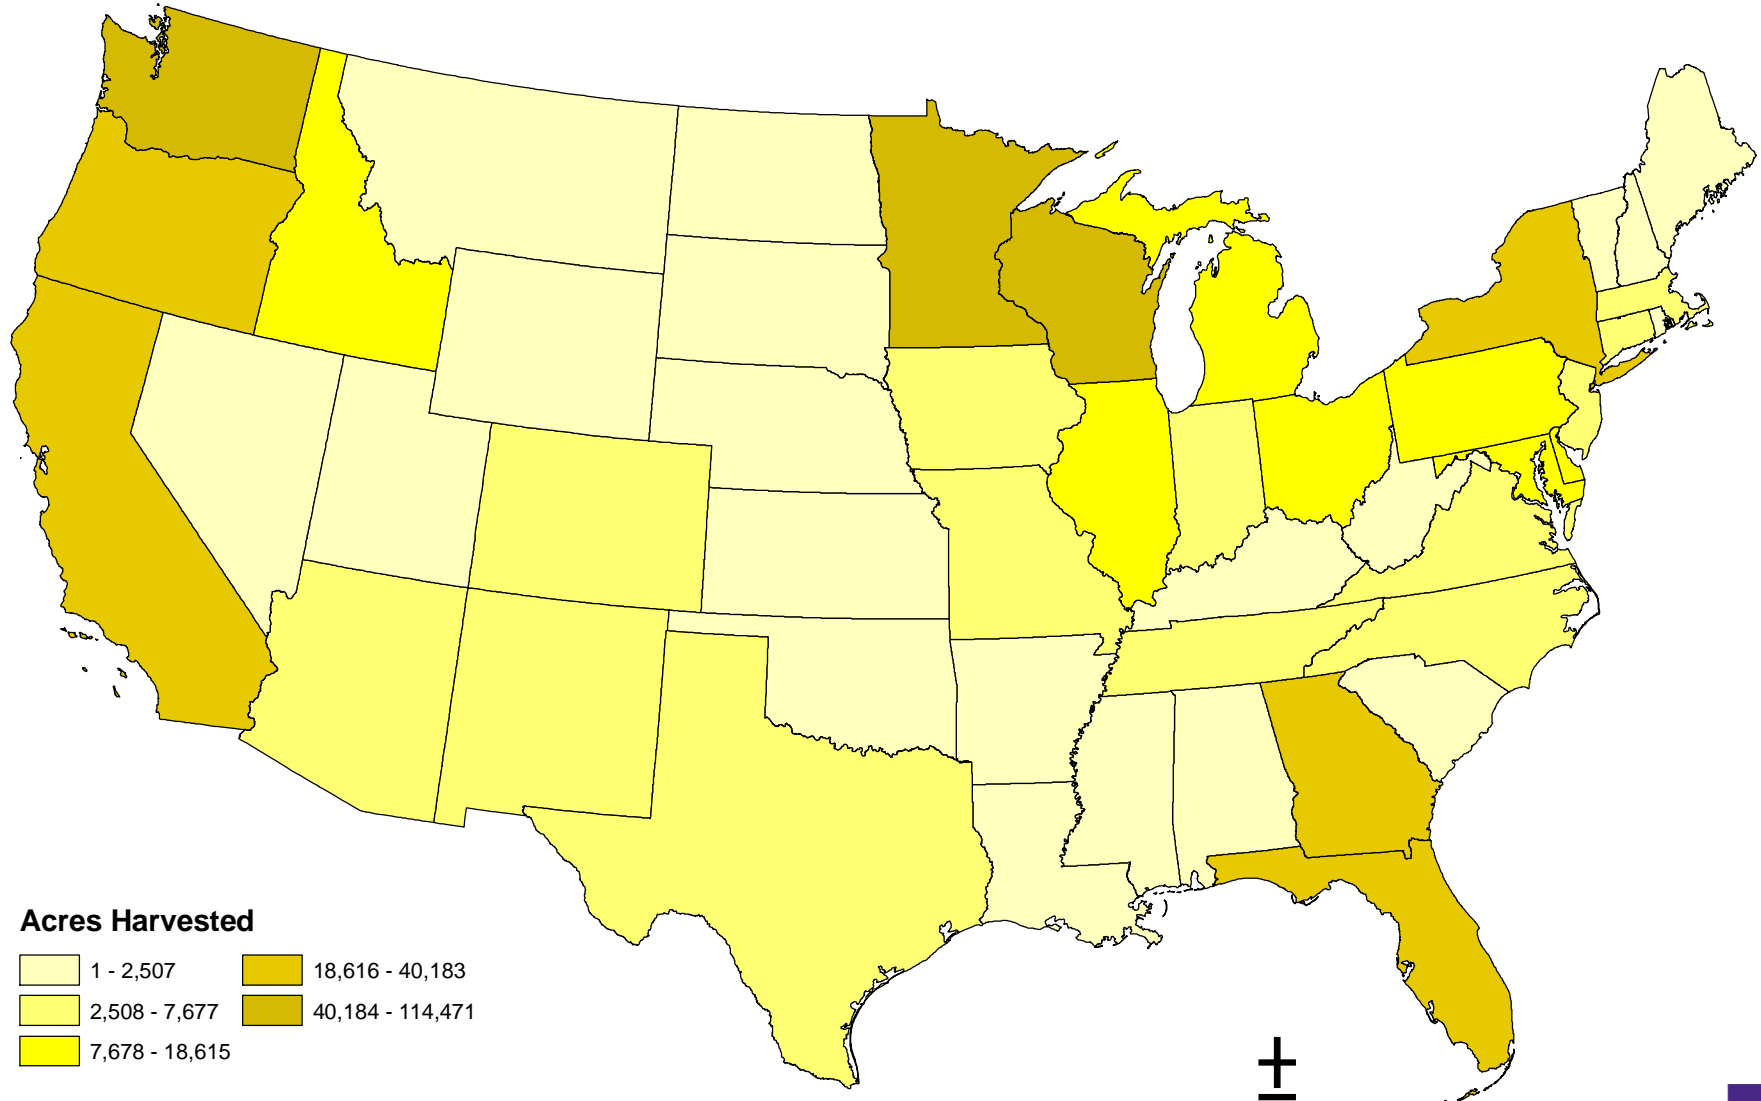 Acres Harvested
1 - 2,507
2,508 - 7,677
7,678 - 18,615
18,616 - 40,183
40,184 - 114,471